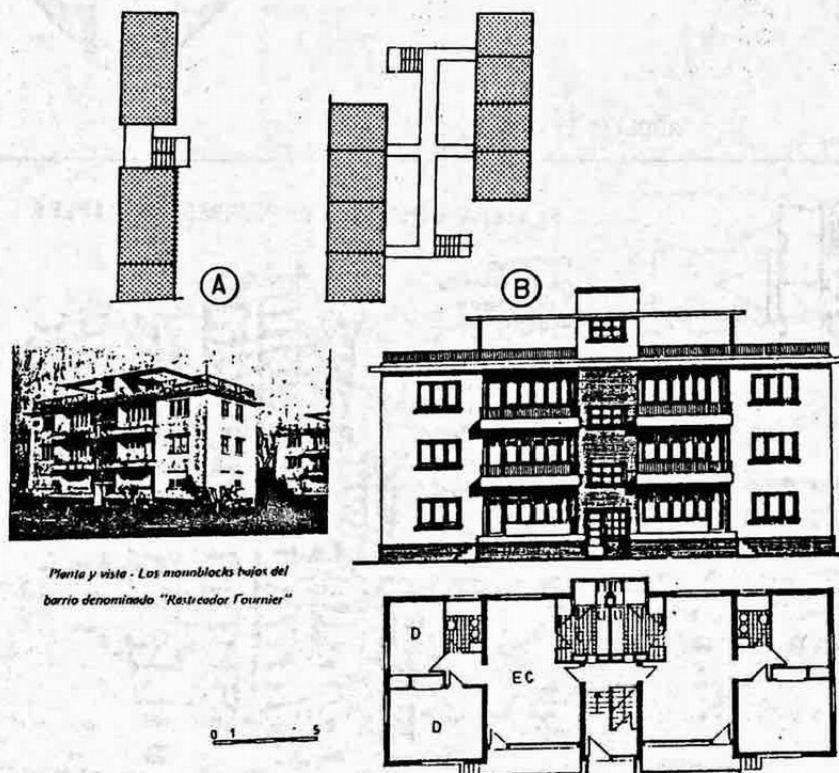 A
B
Planta y vista - Los monoblocks bajos del
barrio denominado "Rastreador Fournier"
D
EC
D
0 1 5